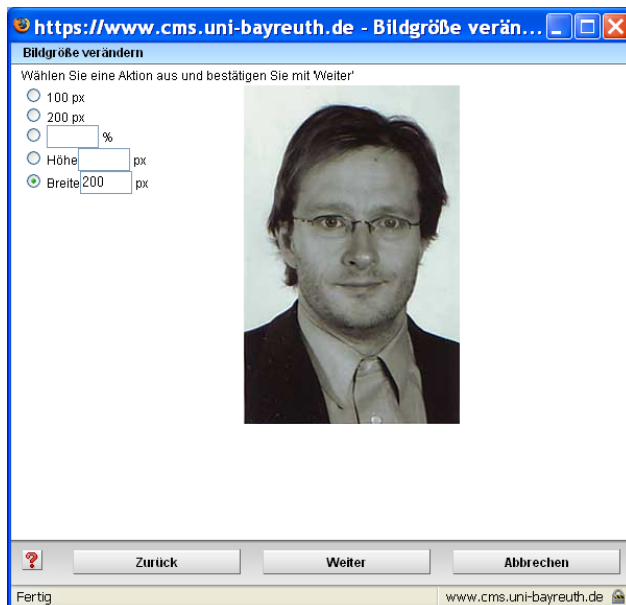 https://www.cms.uni-bayreuth.de - Bildgröße verän...
Bildgröße verändern
Wählen Sie eine Aktion aus und bestätigen Sie mit 'Weiter'
100 px
200 px
%
Höhe px
Breite 200 px
? Zurück Weiter Abbrechen
Fertig www.cms.uni-bayreuth.de